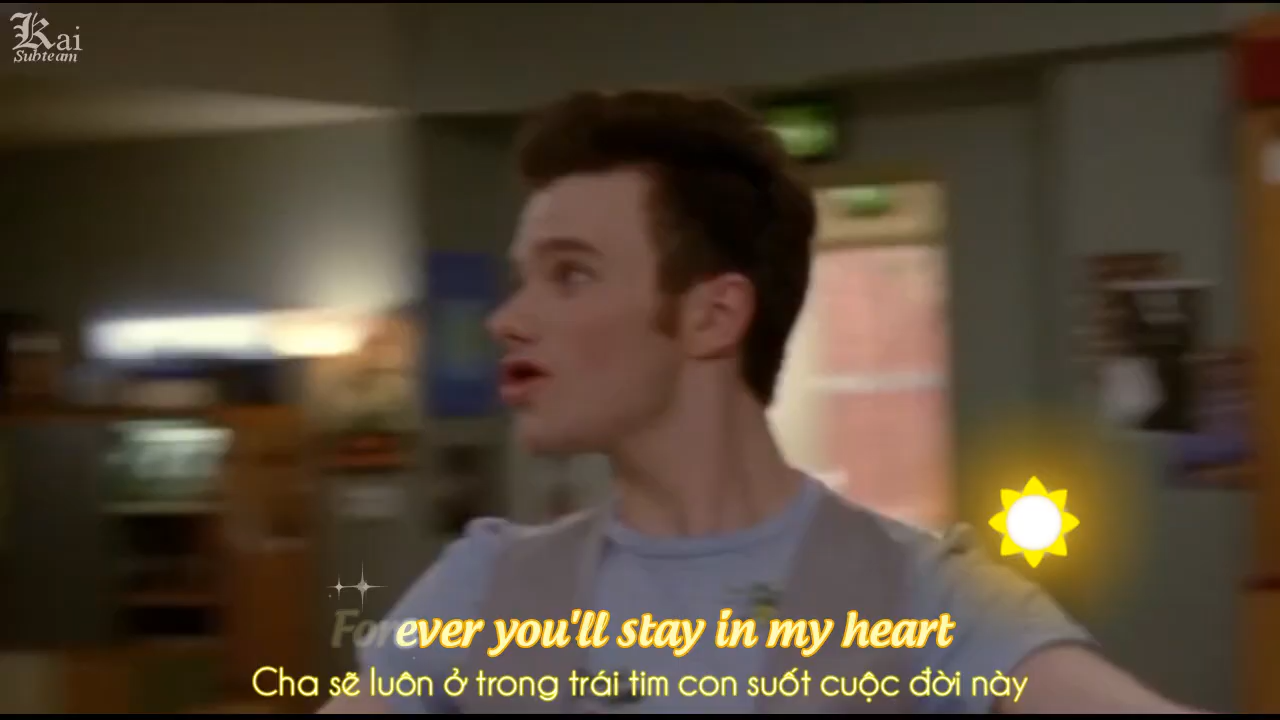 Kai
Subteam
Forever you'll stay in my heart
Cha sẽ luôn ở trong trái tim con suốt cuộc đời này